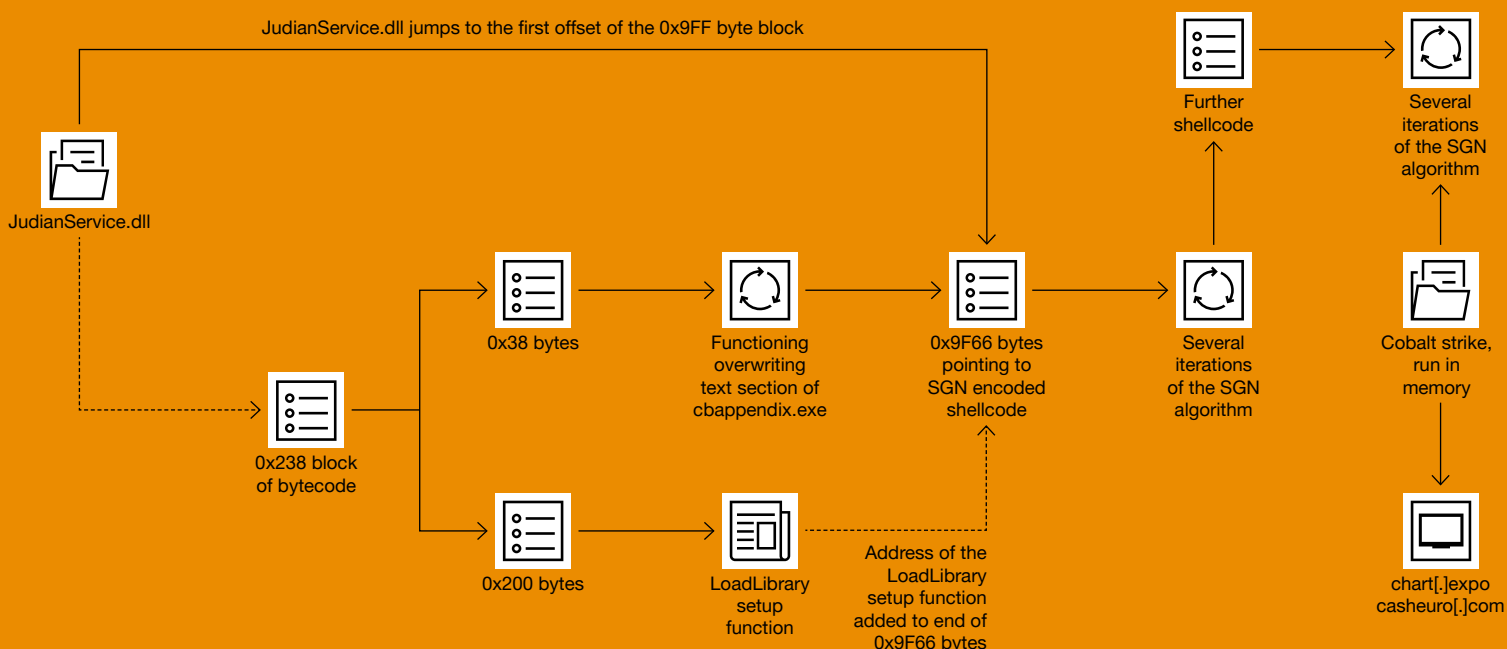 JudianService.dll jumps to the first offset of the 0x9FF byte block
JudianService.dll
Further
shellcode
Several
iterations
of the SGN
algorithm
0x38 bytes
Functioning
overwriting
text section of
cbappendix.exe
0x9F66 bytes
pointing to
SGN encoded
shellcode
Several
iterations
of the SGN
algorithm
Cobalt strike,
run in
memory
0x238 block
of bytecode
0x200 bytes
LoadLibrary
setup
function
Address of the
LoadLibrary
setup function
added to end of
0x9F66 bytes
chart[.]expo
casheuro[.]com